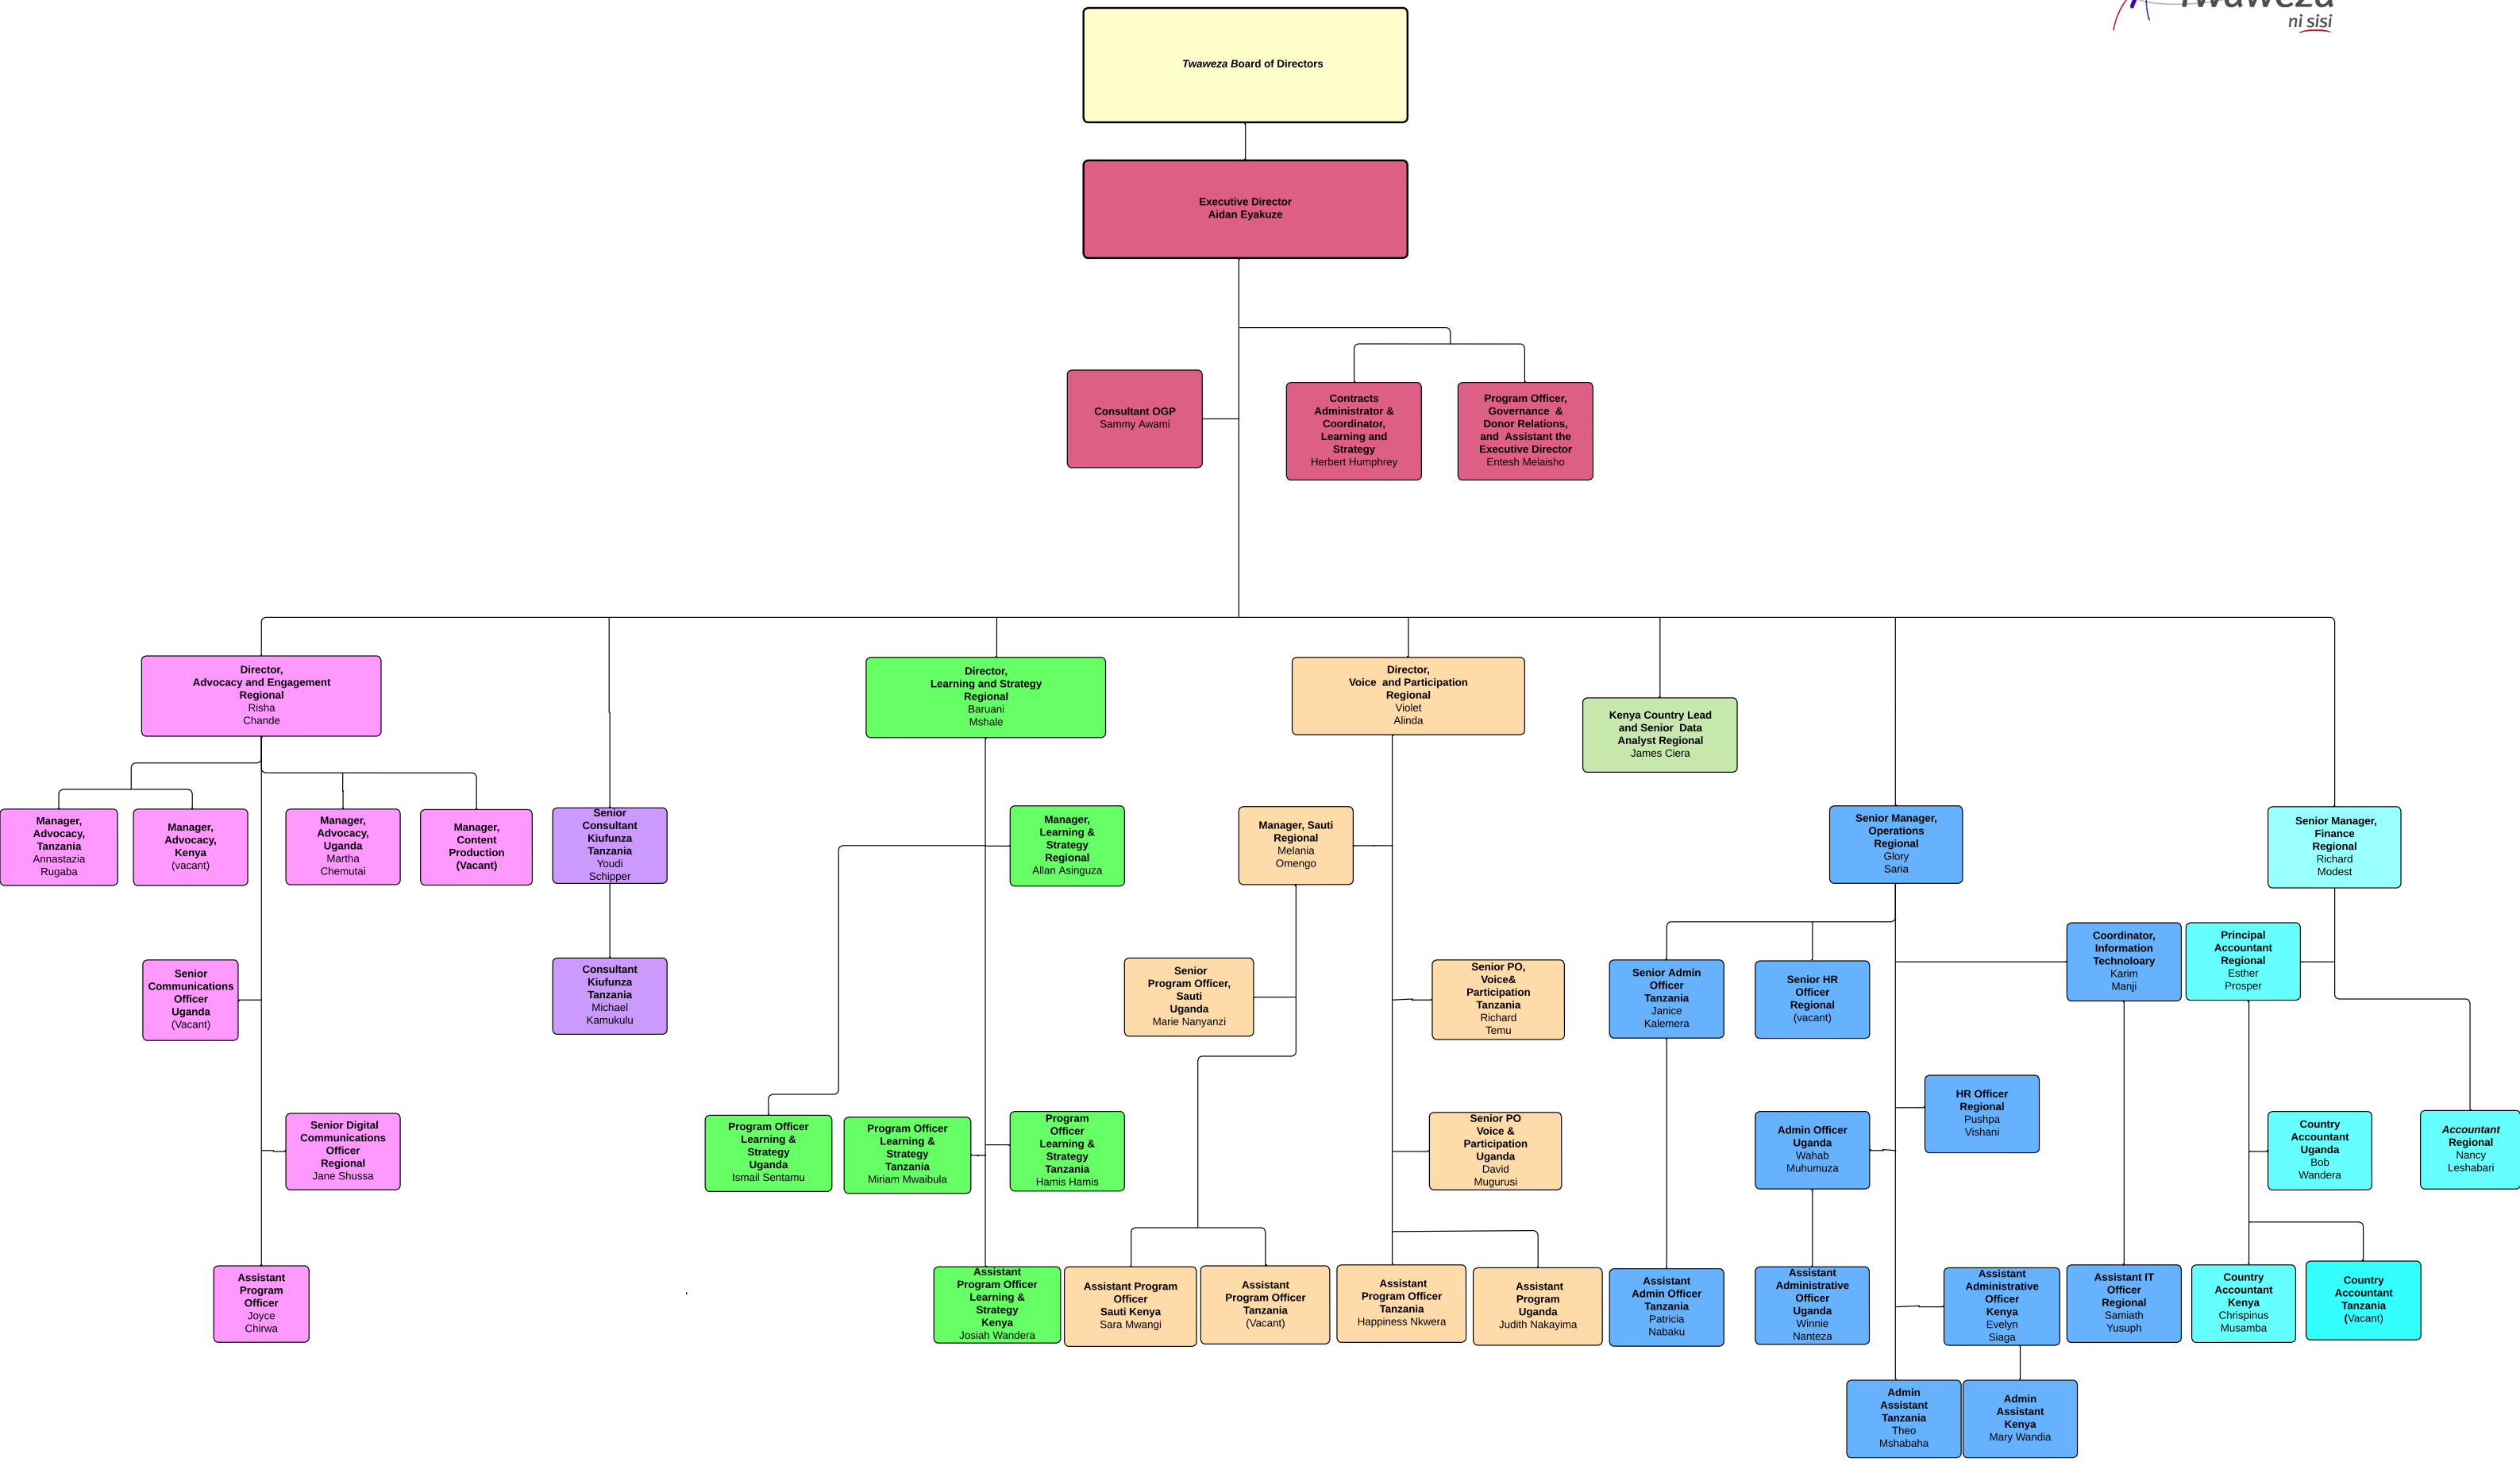 Twaweza
ni sisi
Twaweza Board of Directors
Executive Director
Aidan Eyakuze
Consultant OGP
Sammy Awami
Contracts
Administrator &
Coordinator,
Learning and
Strategy
Herbert Humphrey
Program Officer,
Governance &
Donor Relations,
and Assistant the
Executive Director
Entesh Melaisho
Director,
Advocacy and Engagement
Regional
Risha
Chande
Director,
Learning and Strategy
Regional
Baruani
Mshale
Director,
Voice and Participation
Regional
Violet
Alinda
Kenya Country Lead
and Senior Data
Analyst Regional
James Ciera
Manager,
Advocacy,
Tanzania
Annastazia
Rugaba
Manager,
Advocacy,
Kenya
(vacant)
Manager,
Advocacy,
Uganda
Martha
Chemutai
Manager,
Content
Production
(Vacant)
Senior
Consultant
Kiufunza
Tanzania
Youdi
Schipper
Manager,
Learning &
Strategy
Regional
Allan Asinguza
Manager, Sauti
Regional
Melania
Omengo
Senior Manager,
Operations
Regional
Glory
Saria
Senior Manager,
Finance
Regional
Richard
Modest
Senior
Communications
Officer
Uganda
(Vacant)
Consultant
Kiufunza
Tanzania
Michael
Kamukulu
Senior
Program Officer,
Sauti
Uganda
Marie Nanyanzi
Senior PO,
Voice&
Participation
Tanzania
Richard
Temu
Senior Admin
Officer
Tanzania
Janice
Kalemera
Senior HR
Officer
Regional
(vacant)
Coordinator,
Information
Technoloary
Karim
Manji
Principal
Accountant
Regional
Esther
Prosper
Senior Digital
Communications
Officer
Regional
Jane Shussa
Program Officer
Learning &
Strategy
Uganda
Ismail Sentamu
Program Officer
Learning &
Strategy
Tanzania
Miriam Mwaibula
Program
Officer
Learning &
Strategy
Tanzania
Hamis Hamis
Senior PO
Voice &
Participation
Uganda
David
Mugurusi
Admin Officer
Uganda
Wahab
Muhumuza
HR Officer
Regional
Pushpa
Vishani
Country
Accountant
Uganda
Bob
Wandera
Accountant
Regional
Nancy
Leshabari
Assistant
Program
Officer
Joyce
Chirwa
Assistant
Program Officer
Learning &
Strategy
Kenya
Josiah Wandera
Assistant Program
Officer
Sauti Kenya
Sara Mwangi
Assistant
Program Officer
Tanzania
(Vacant)
Assistant
Program Officer
Tanzania
Happiness Nkwera
Assistant
Program
Uganda
Judith Nakayima
Assistant
Admin Officer
Tanzania
Patricia
Nabaku
Assistant
Administrative
Officer
Uganda
Winnie
Nanteza
Assistant
Administrative
Officer
Kenya
Evelyn
Siaga
Assistant IT
Officer
Regional
Samiath
Yusuph
Country
Accountant
Kenya
Chrispinus
Musamba
Country
Accountant
Tanzania
(Vacant)
Admin
Assistant
Tanzania
Theo
Mshabaha
Admin
Assistant
Kenya
Mary Wandia